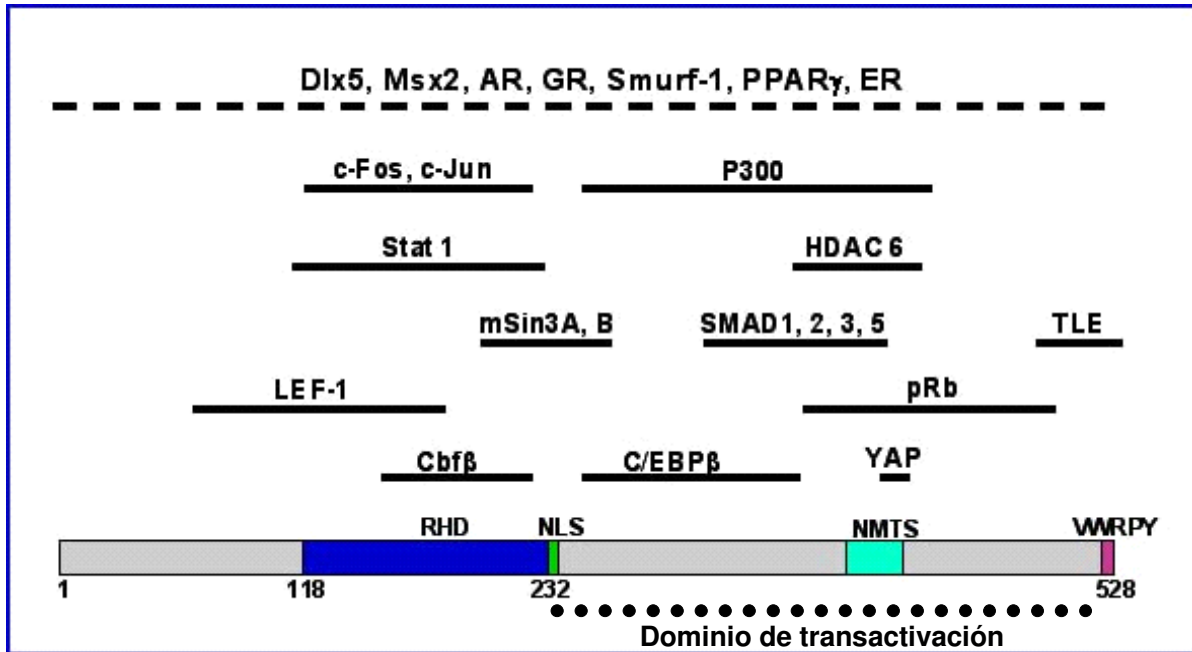 Dlx5, Msx2, AR, GR, Smurf-1, PPARγ, ER
c-Fos, c-Jun P300
Stat 1 HDAC 6
mSin3A, B SMAD1, 2, 3, 5 TLE
LEF-1 pRb
Cbfβ C/EBPβ YAP
RHD NLS NMTS VWRPY
1 118 232 528
Dominio de transactivación